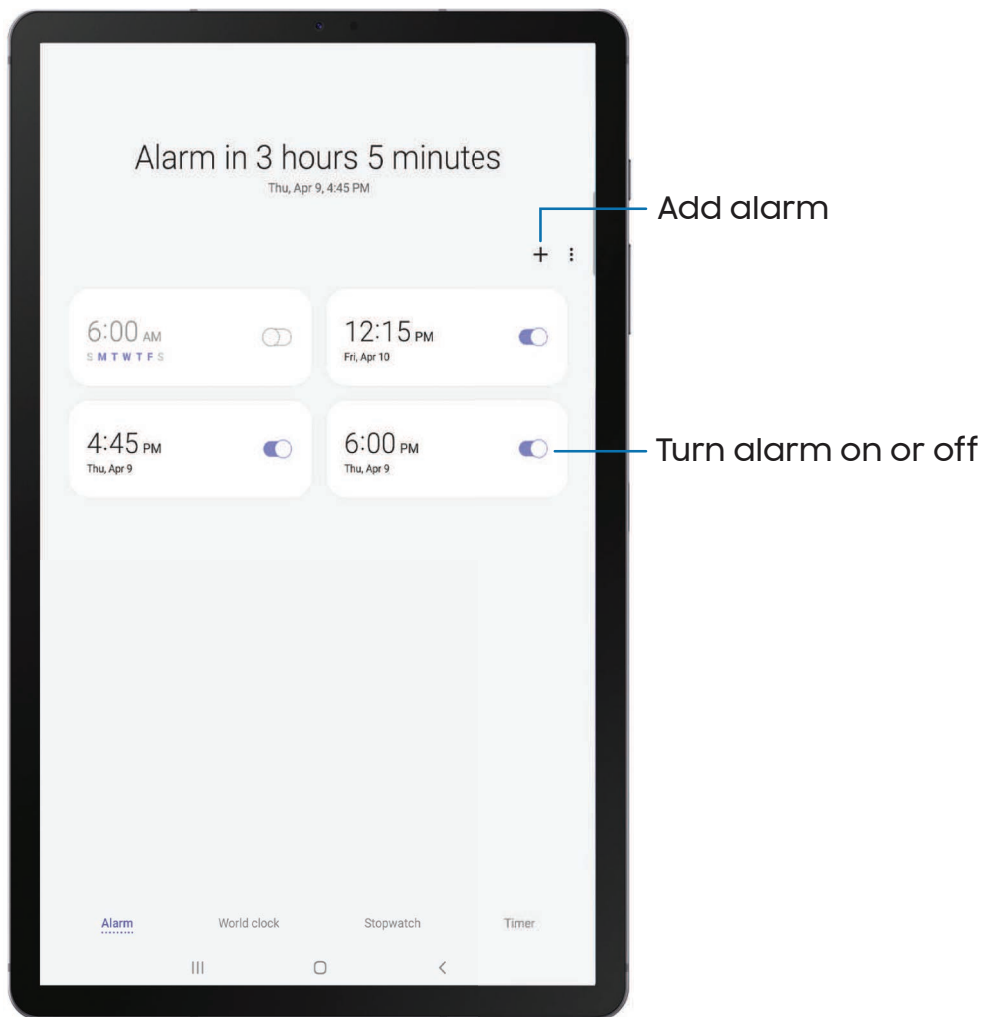 Alarm in 3 hours 5 minutes
Thu, Apr 9, 4:45 PM
Add alarm
6:00 AM
S M T W T F S
12:15 PM
Fri, Apr 10
4:45 PM
Thu, Apr 9
6:00 PM
Thu, Apr 9
Turn alarm on or off
Alarm World clock Stopwatch Timer